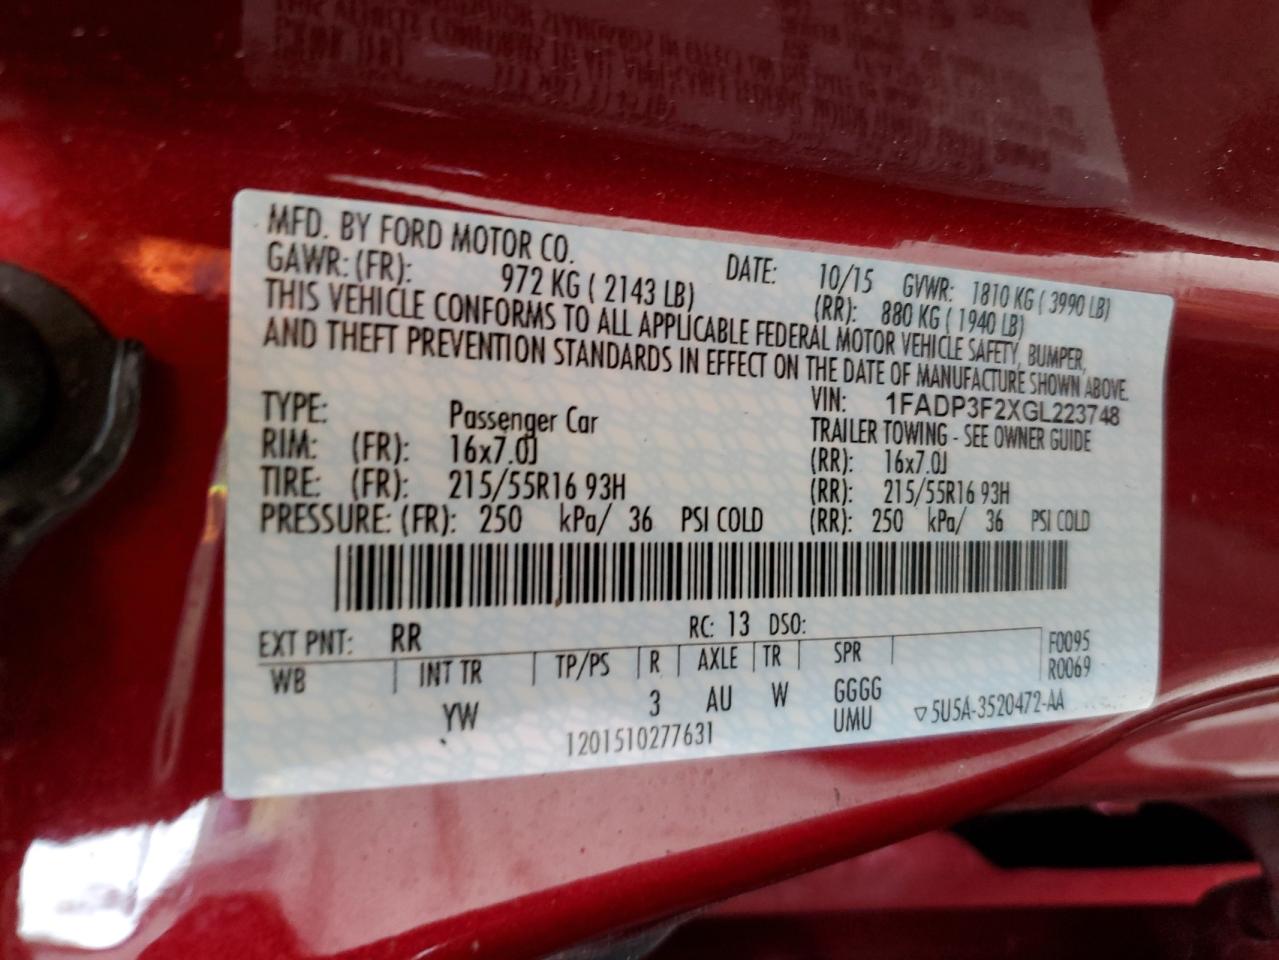 MFD. BY FORD MOTOR CO.
DATE: 10/15 GVWR: 1810 KG ( 3990 LB)
GAWR: (FR): 972 KG ( 2143 LB) (RR): 880 KG ( 1940 LB)
THIS VEHICLE CONFORMS TO ALL APPLICABLE FEDERAL MOTOR VEHICLE SAFETY, BUMPER,
AND THEFT PREVENTION STANDARDS IN EFFECT ON THE DATE OF MANUFACTURE SHOWN ABOVE.
VIN: 1FADP3F2XGL223748
TYPE: Passenger Car TRAILER TOWING - SEE OWNER GUIDE
RIM: (FR): 16x7.0J (RR): 16x7.0J
TIRE: (FR): 215/55R16 93H (RR): 215/55R16 93H
PRESSURE: (FR): 250 kPa/ 36 PSI COLD (RR): 250 kPa/ 36 PSI COLD
EXT PNT: RR RC: 13 DSO:
WB INT TR TP/PS R AXLE TR SPR F0095
R0069
YW 3 AU W GGGG
UMU ▽5U5A-3520472-AA
1201510277631